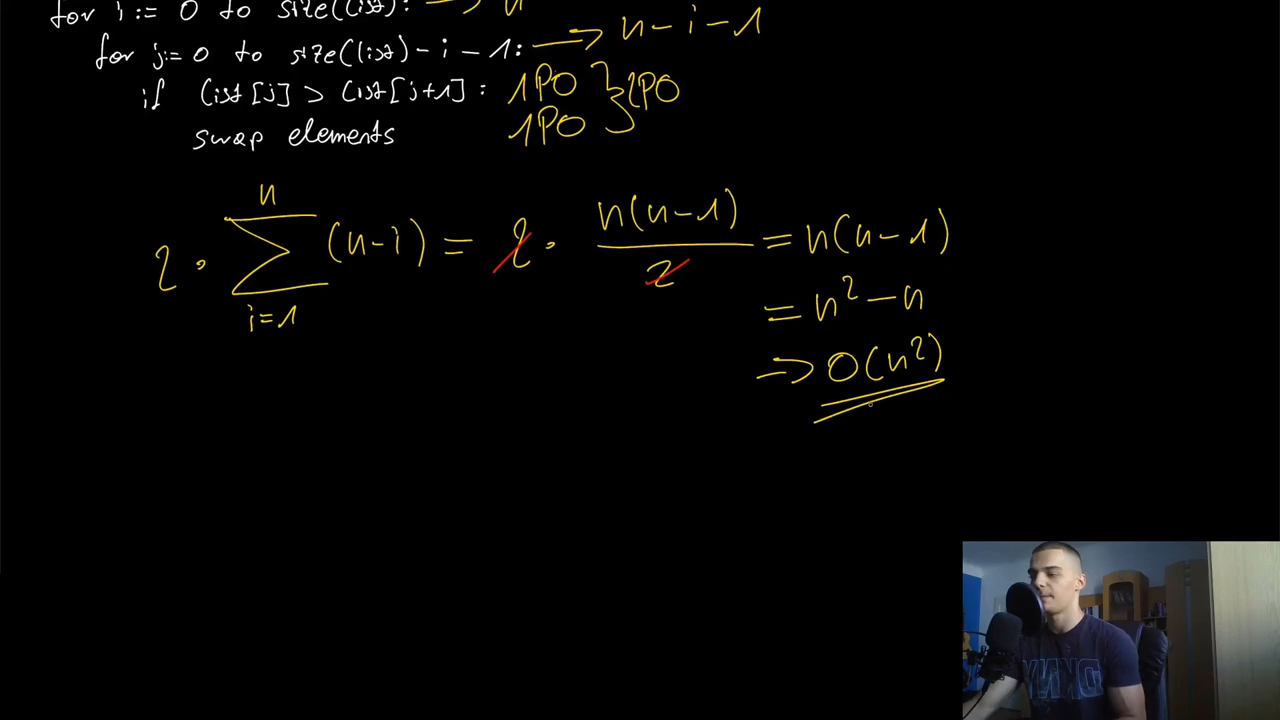 for i := 0 to size(list): → n
for j := 0 to size(list) - i - 1: → n - i - 1
if list[j] > list[j+1] : 1PO } 2PO
swap elements 1PO
2 · ∑_{i=1}^{n} (n-i) = 2 · n(n-1)/2 = n(n-1)
= n² - n
⇒ O(n²)
DKNY